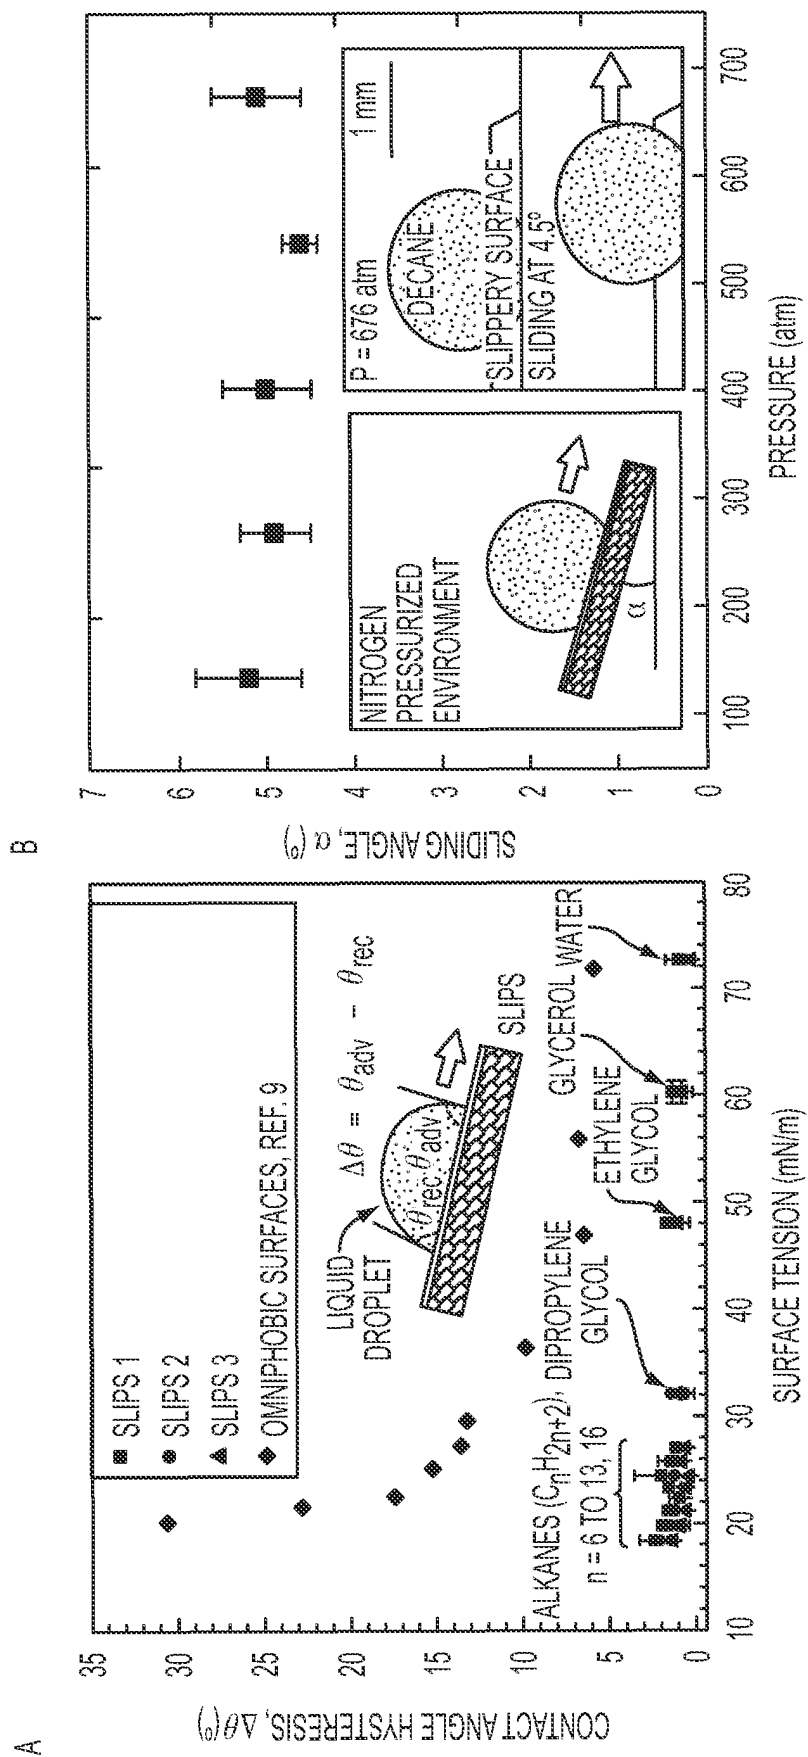 A
CONTACT ANGLE HYSTERESIS, Δθ (º)
35
30
25
20
15
10
5
0
SLIPS 1
SLIPS 2
SLIPS 3
OMNIPHOBIC SURFACES, REF. 9
LIQUID
DROPLET
θrec θadv
Δθ = θadv − θrec
SLIPS
ALKANES (CnH2n+2),
n = 6 TO 13, 16
DIPROPYLENE
GLYCOL
ETHYLENE
GLYCOL
GLYCEROL
WATER
10
20
30
40
50
60
70
80
SURFACE TENSION (mN/m)
B
SLIDING ANGLE, α (º)
7
6
5
4
3
2
1
0
NITROGEN
PRESSURIZED
ENVIRONMENT
α
P = 676 atm
1 mm
DECANE
SLIPPERY SURFACE
SLIDING AT 4.5º
100
200
300
400
500
600
700
PRESSURE (atm)